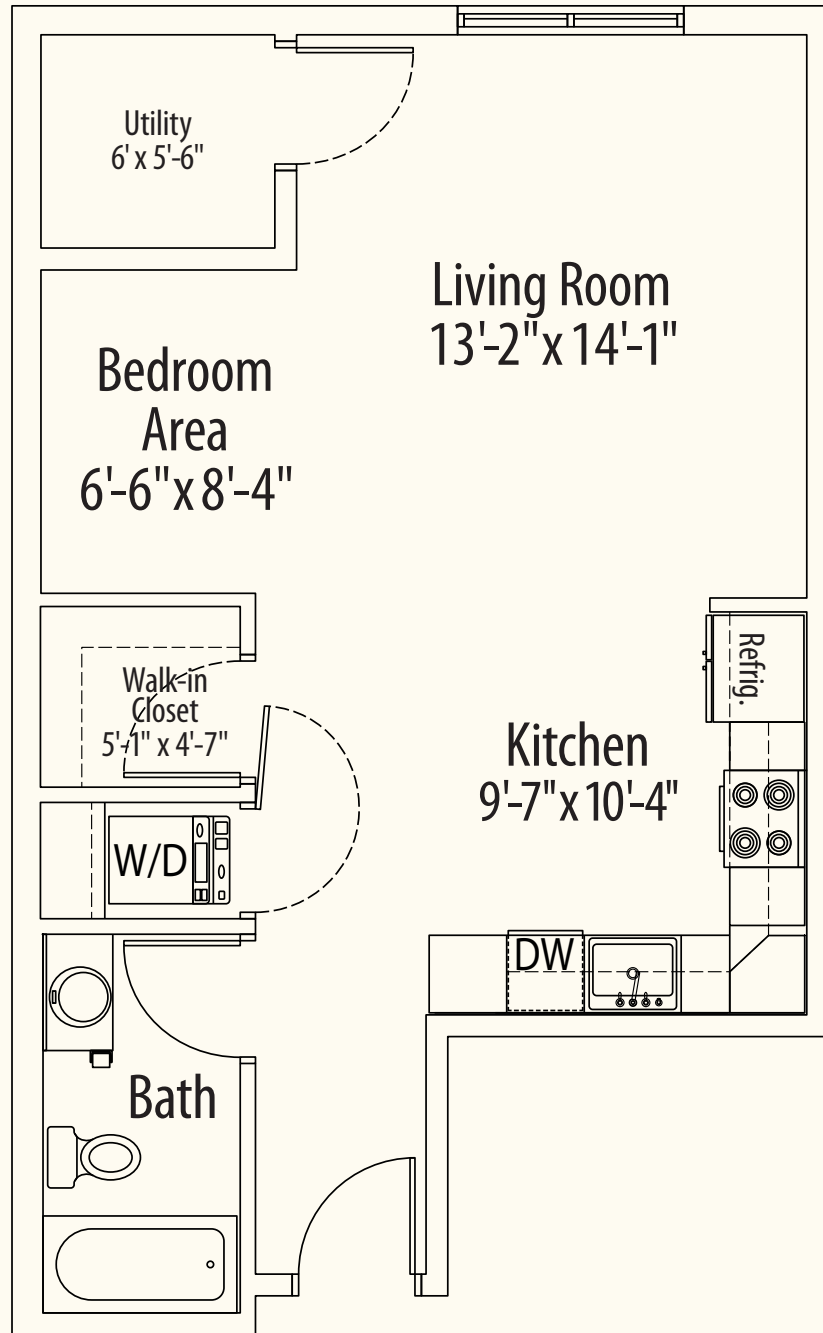 Utility
6' x 5'-6"
Living Room
13'-2" x 14'-1"
Bedroom
Area
6'-6" x 8'-4"
Refrig.
Walk-in
Closet
5'-1" x 4'-7"
Kitchen
9'-7" x 10'-4"
W/D
DW
Bath